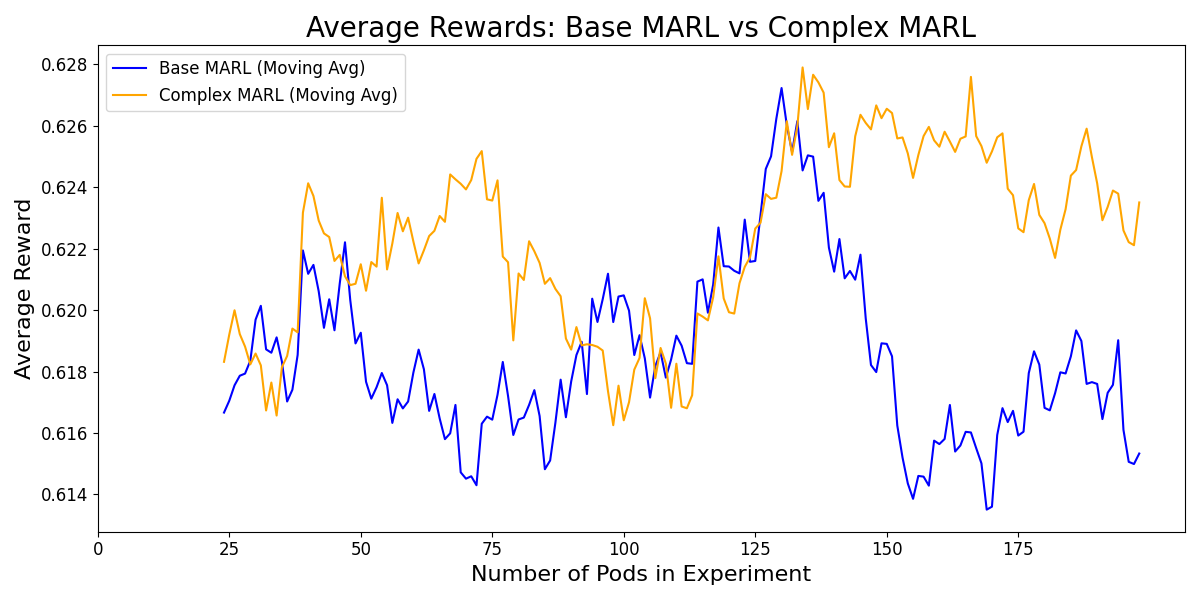 Average Rewards: Base MARL vs Complex MARL
Base MARL (Moving Avg)
Complex MARL (Moving Avg)
Average Reward
0.628
0.626
0.624
0.622
0.620
0.618
0.616
0.614
0 25 50 75 100 125 150 175
Number of Pods in Experiment